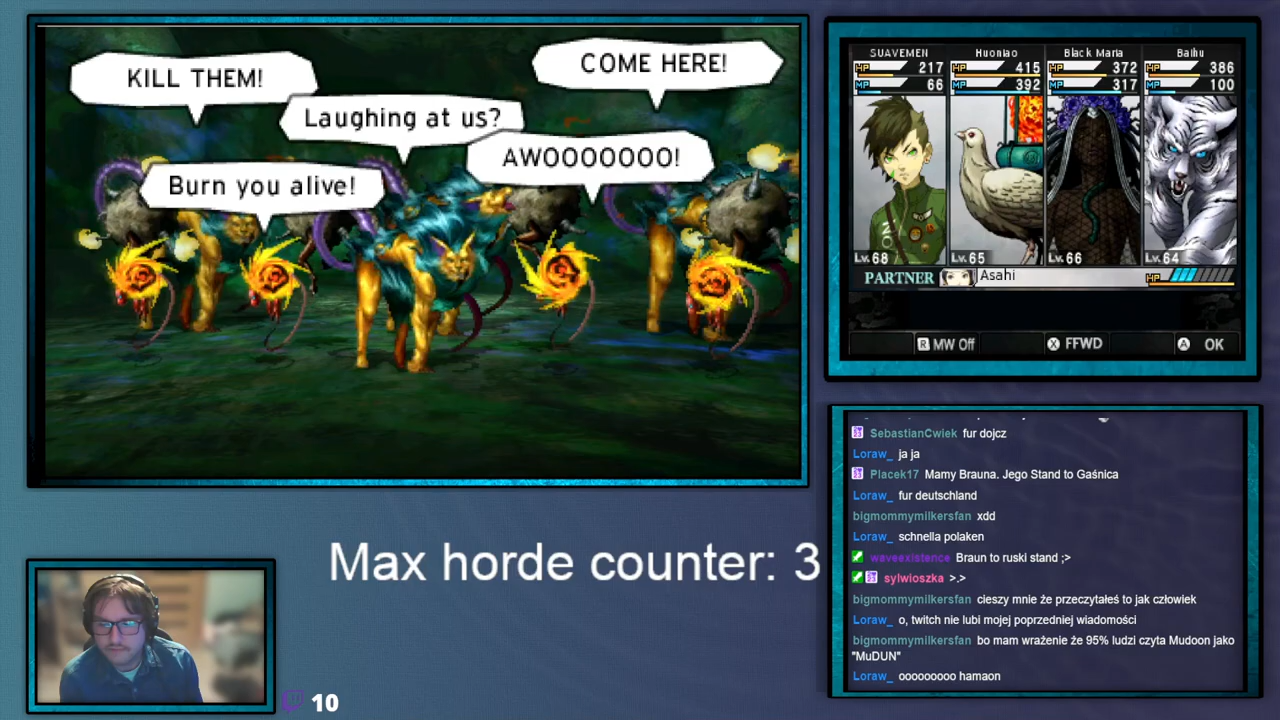 KILL THEM!
COME HERE!
Laughing at us?
AWOOOOOOO!
Burn you alive!
SUAVEMEN Huoniao Black Maria Baihu
HP 217 HP 415 HP 372 HP 386
MP 66 MP 392 MP 317 MP 100
Lv.68 Lv.65 Lv.66 Lv.64
PARTNER Asahi HP
R MW Off X FFWD A OK
SebastianCwiek fur dojcz
Loraw_ ja ja
Placek17 Mamy Brauna. Jego Stand to Gaśnica
Loraw_ fur deutschland
bigmommymilkersfan xdd
Loraw_ schnella polaken
waveexistence Braun to ruski stand ;>
sylwioszka >.>
bigmommymilkersfan cieszy mnie że przeczytałeś to jak człowiek
Loraw_ o, twitch nie lubi mojej poprzedniej wiadomości
bigmommymilkersfan bo mam wrażenie że 95% ludzi czyta Mudoon jako
"MuDUN"
Loraw_ ooooooooo hamaon
Max horde counter: 3
10